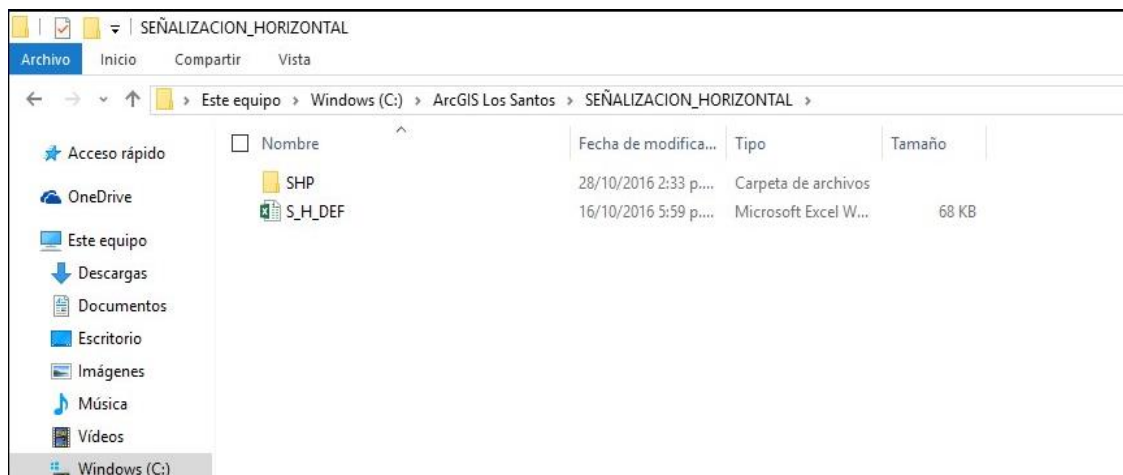 SEÑALIZACION_HORIZONTAL
Archivo Inicio Compartir Vista
Este equipo > Windows (C:) > ArcGIS Los Santos > SEÑALIZACION_HORIZONTAL >
Nombre Fecha de modifica... Tipo Tamaño
Acceso rápido
SHP 28/10/2016 2:33 p.... Carpeta de archivos
OneDrive
S_H_DEF 16/10/2016 5:59 p.... Microsoft Excel W... 68 KB
Este equipo
Descargas
Documentos
Escritorio
Imágenes
Música
Vídeos
Windows (C:)